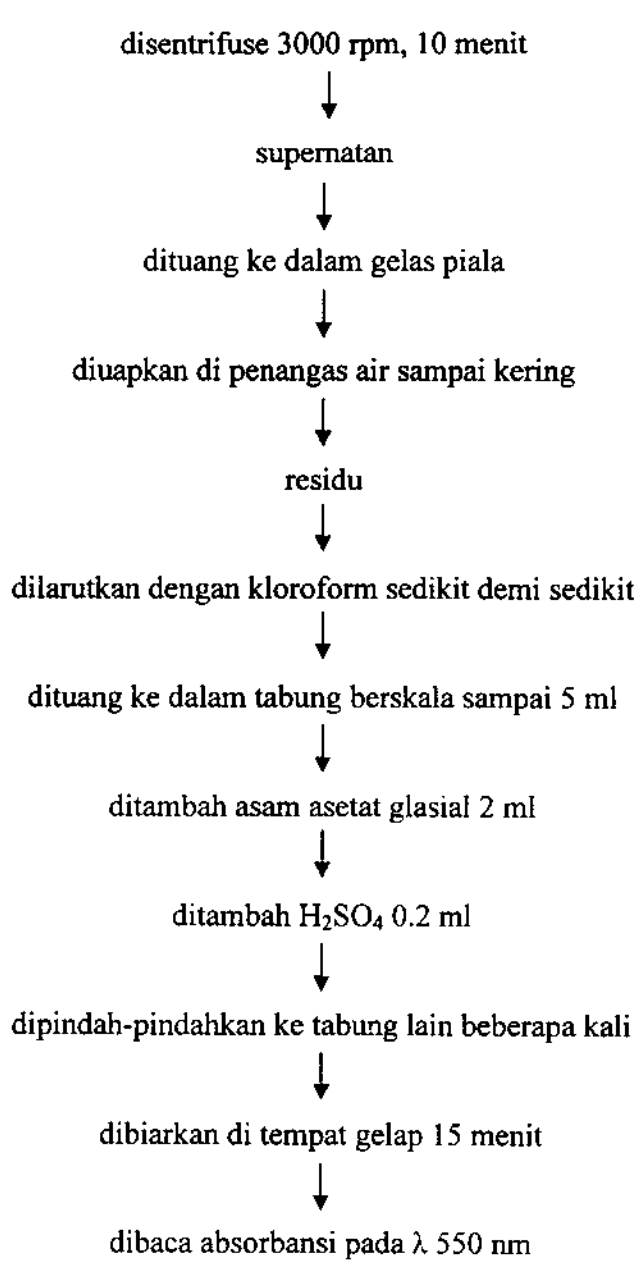 disentrifuse 3000 rpm, 10 menit
supernatan
dituang ke dalam gelas piala
diuapkan di penangas air sampai kering
residu
dilarutkan dengan kloroform sedikit demi sedikit
dituang ke dalam tabung berskala sampai 5 ml
ditambah asam asetat glasial 2 ml
ditambah H₂SO₄ 0.2 ml
dipindah-pindahkan ke tabung lain beberapa kali
dibiarkan di tempat gelap 15 menit
dibaca absorbansi pada λ 550 nm